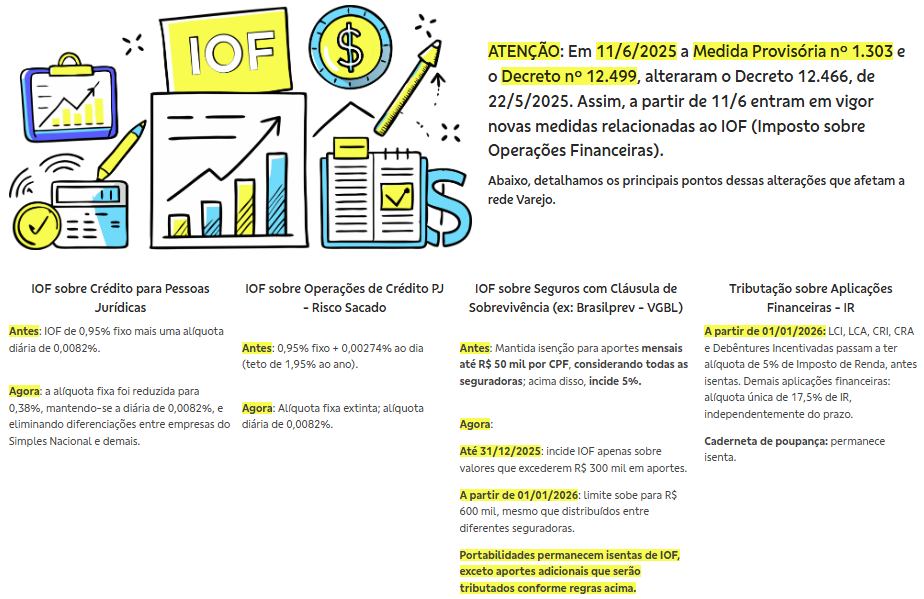 IOF
ATENÇÃO: Em 11/6/2025 a Medida Provisória nº 1.303 e
o Decreto nº 12.499, alteraram o Decreto 12.466, de
22/5/2025. Assim, a partir de 11/6 entram em vigor
novas medidas relacionadas ao IOF (Imposto sobre
Operações Financeiras).
Abaixo, detalhamos os principais pontos dessas alterações que afetam a
rede Varejo.
IOF sobre Crédito para Pessoas
Jurídicas
Antes: IOF de 0,95% fixo mais uma alíquota
diária de 0,0082%.
Agora: a alíquota fixa foi reduzida para
0,38%, mantendo-se a diária de 0,0082%, e
eliminando diferenciações entre empresas do
Simples Nacional e demais.
IOF sobre Operações de Crédito PJ
– Risco Sacado
Antes: 0,95% fixo + 0,00274% ao dia
(teto de 1,95% ao ano).
Agora: Alíquota fixa extinta; alíquota
diária de 0,0082%.
IOF sobre Seguros com Cláusula de
Sobrevivência (ex: Brasilprev – VGBL)
Antes: Mantida isenção para aportes mensais
até R$ 50 mil por CPF, considerando todas as
seguradoras; acima disso, incide 5%.
Agora:
Até 31/12/2025: incide IOF apenas sobre
valores que excederem R$ 300 mil em aportes.
A partir de 01/01/2026: limite sobe para R$
600 mil, mesmo que distribuídos entre
diferentes seguradoras.
Portabilidades permanecem isentas de IOF,
exceto aportes adicionais que serão
tributados conforme regras acima.
Tributação sobre Aplicações
Financeiras – IR
A partir de 01/01/2026: LCI, LCA, CRI, CRA
e Debêntures Incentivadas passam a ter
alíquota de 5% de Imposto de Renda, antes
isentas. Demais aplicações financeiras:
alíquota única de 17,5% de IR,
independentemente do prazo.
Caderneta de poupança: permanece
isenta.